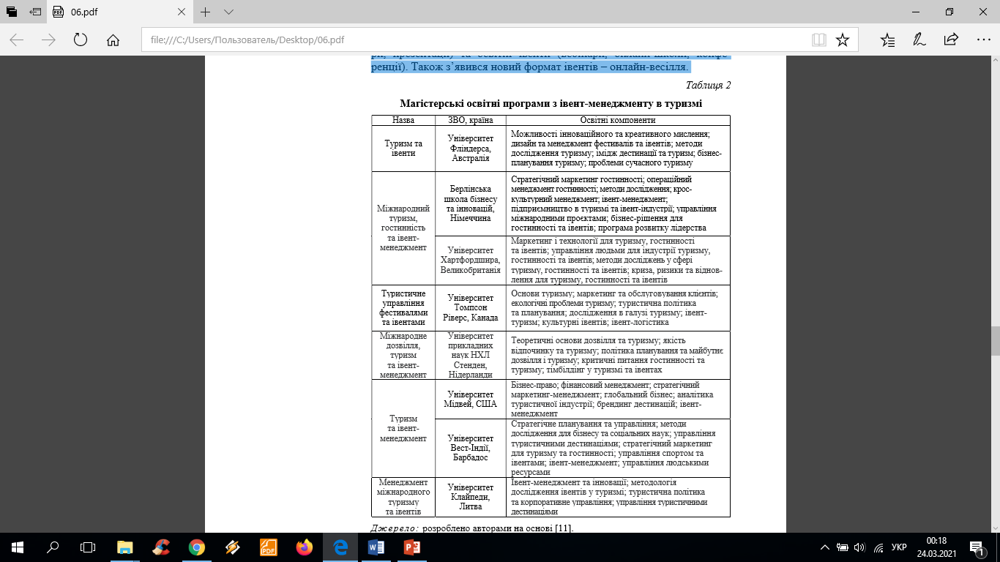 06.pdf
file:///C:/Users/Пользователь/Desktop/06.pdf
рії, презентації) та освітні івенти (вебінари, онлайн-школи, конфе-
ренції). Також з’явився новий формат івентів – онлайн-весілля.
Таблиця 2
Магістерські освітні програми з івент-менеджменту в туризмі
Назва
ЗВО, країна
Освітні компоненти
Туризм та
івенти
Університет
Фліндерса,
Австралія
Можливості інноваційного та креативного мислення;
дизайн та менеджмент фестивалів та івентів; методи
дослідження туризму; імідж дестинації та туризм; бізнес-
планування туризму; проблеми сучасного туризму
Міжнародний
туризм,
гостинність
та івент-
менеджмент
Берлінська
школа бізнесу
та інновацій,
Німеччина
Стратегічний маркетинг гостинності; операційний
менеджмент гостинності; методи дослідження; крос-
культурний менеджмент; івент-менеджмент;
підприємництво в туризмі та івент-індустрії; управління
міжнародними проєктами; бізнес-рішення для
гостинності та івентів; програма розвитку лідерства
Університет
Хартфордшира,
Великобританія
Маркетинг і технології для туризму, гостинності
та івентів; управління людьми для індустрії туризму,
гостинності та івентів; методи досліджень у сфері
туризму, гостинності та івентів; криза, ризики та віднов-
лення для туризму, гостинності та івентів
Туристичне
управління
фестивалями
та івентами
Університет
Томпсон
Ріверс, Канада
Основи туризму; маркетинг та обслуговування клієнтів;
екологічні проблеми туризму; туристична політика
та планування; дослідження в галузі туризму; івент-
туризм; культурні івентів; івент-логістика
Міжнародне
дозвілля,
туризм
та івент-
менеджмент
Університет
прикладних
наук НХЛ
Стенден,
Нідерланди
Теоретичні основи дозвілля та туризму; якість
відпочинку та туризму; політика планування та майбутнє
дозвілля і туризму; критичні питання гостинності та
туризму; тімбілдінг у туризмі та івентах
Туризм
та івент-
менеджмент
Університет
Мідвей, США
Бізнес-право; фінансовий менеджмент; стратегічний
маркетинг-менеджмент; глобальний бізнес; аналітика
туристичної індустрії; брендинг дестинацій; івент-
менеджмент
Університет
Вест-Індії,
Барбадос
Стратегічне планування та управління; методи
дослідження для бізнесу та соціальних наук; управління
туристичними дестинаціями; стратегічний маркетинг
для туризму та гостинності; управління спортом та
івентами; івент-менеджмент; управління людськими
ресурсами
Менеджмент
міжнародного
туризму
та івентів
Університет
Клайпеди,
Литва
Івент-менеджмент та інновації; методологія
дослідження івентів у туризмі; туристична політика
та корпоративне управління; управління туристичними
дестинаціями
Джерело: розроблено авторами на основі [11].
УКР
00:18
24.03.2021
1